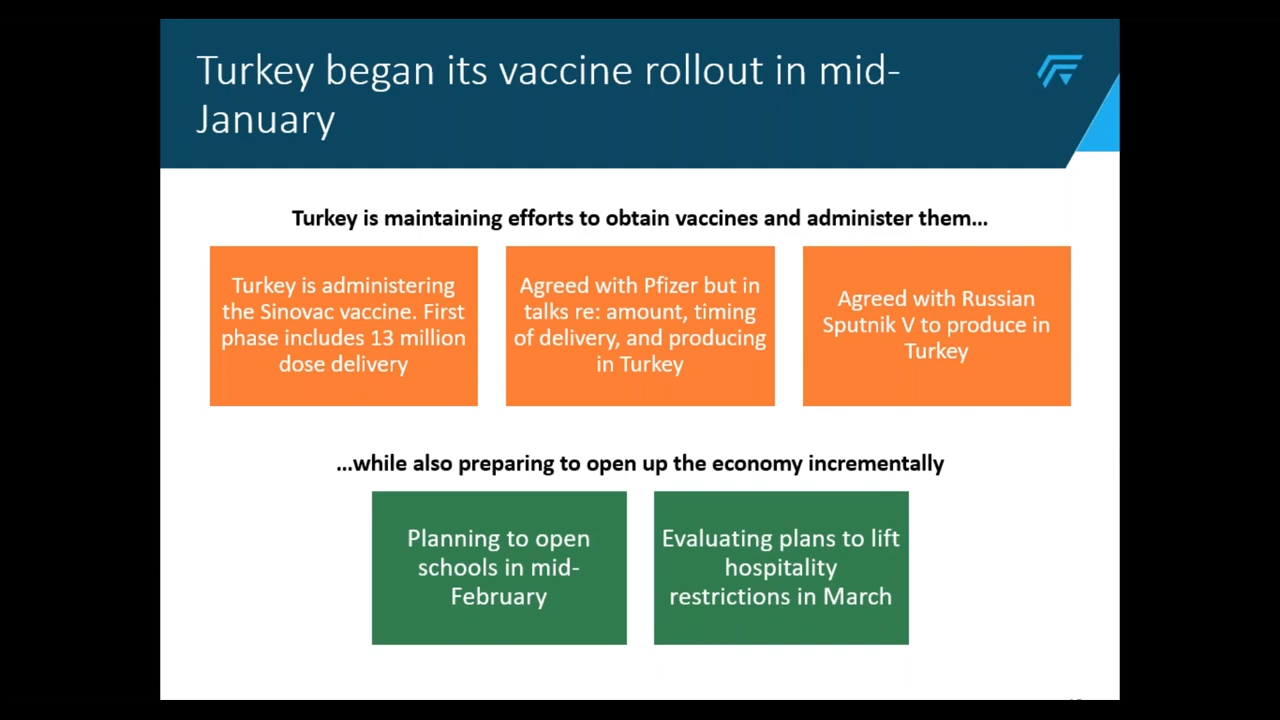 Turkey began its vaccine rollout in mid-
January
Turkey is maintaining efforts to obtain vaccines and administer them...
Turkey is administering
the Sinovac vaccine. First
phase includes 13 million
dose delivery
Agreed with Pfizer but in
talks re: amount, timing
of delivery, and producing
in Turkey
Agreed with Russian
Sputnik V to produce in
Turkey
...while also preparing to open up the economy incrementally
Planning to open
schools in mid-
February
Evaluating plans to lift
hospitality
restrictions in March